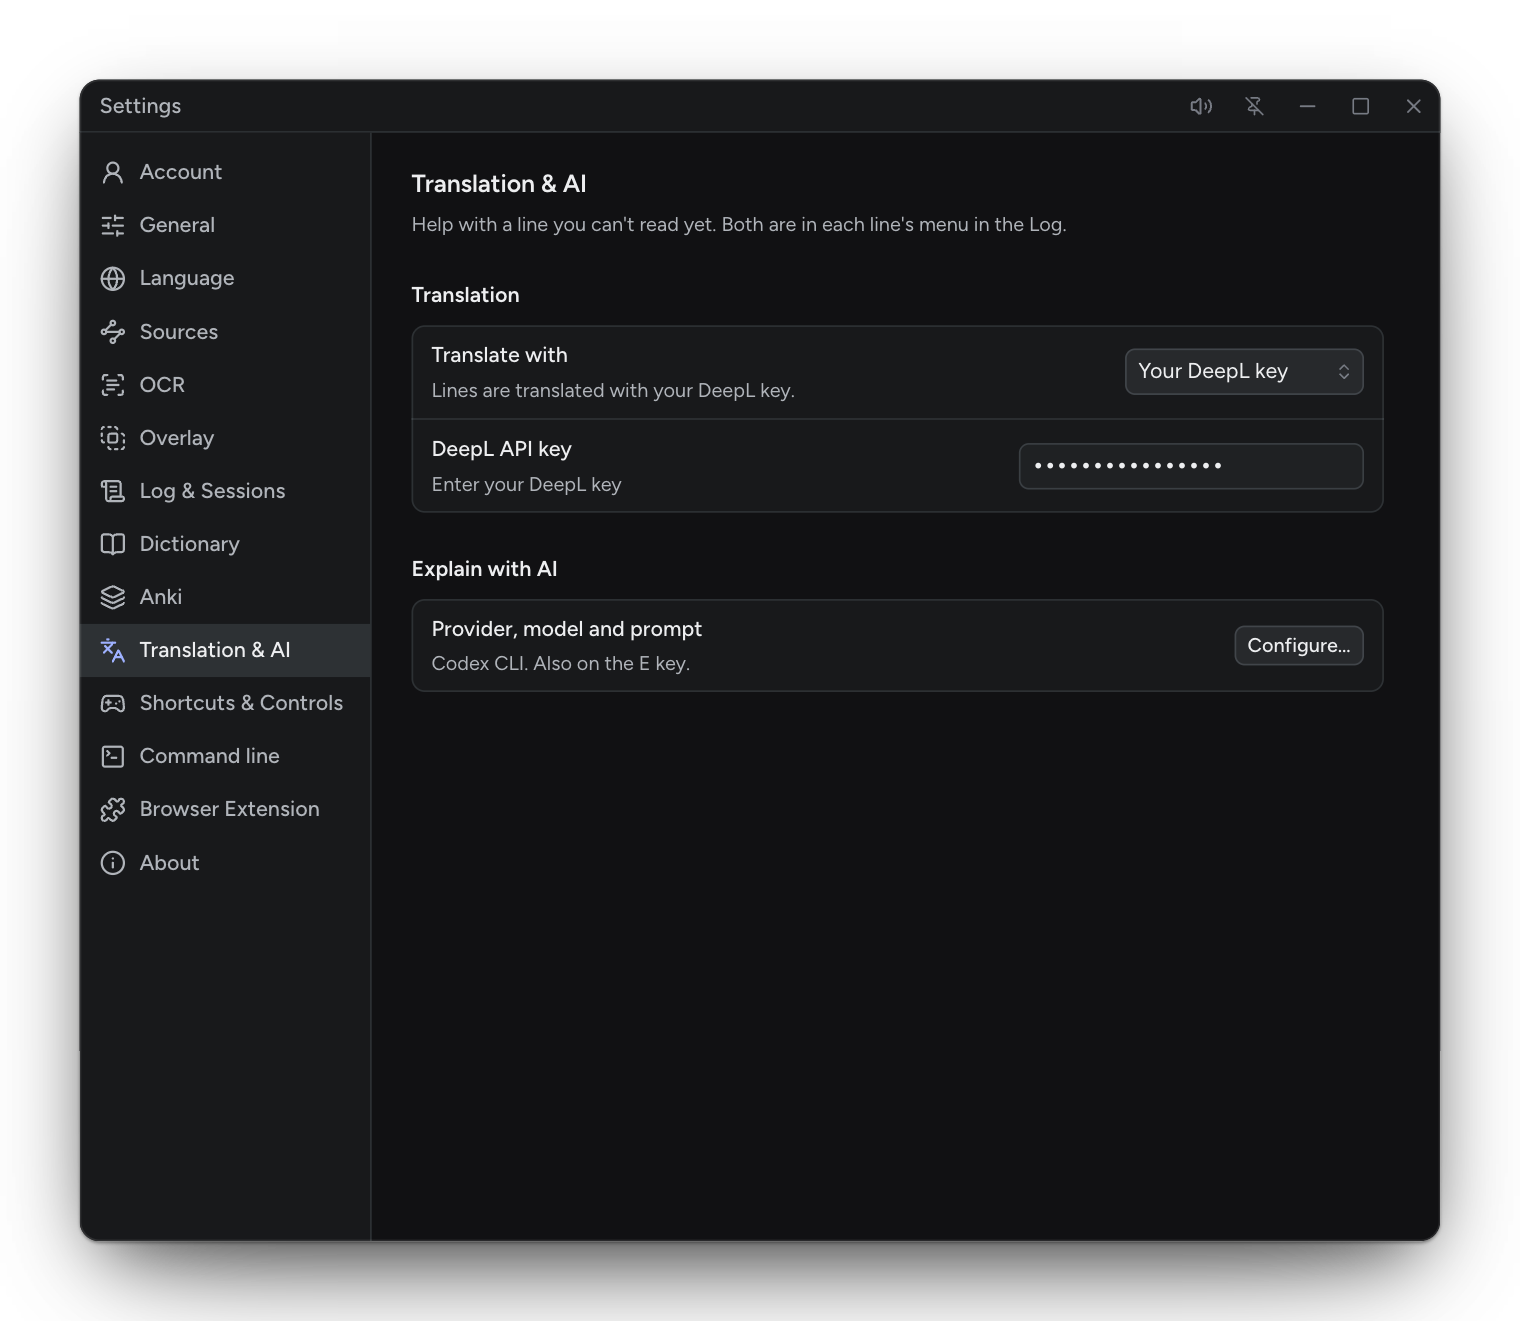 Settings
Account
General
Language
Sources
OCR
Overlay
Log & Sessions
Dictionary
Anki
Translation & AI
Shortcuts & Controls
Command line
Browser Extension
About
Translation & AI
Help with a line you can't read yet. Both are in each line's menu in the Log.
Translation
Translate with
Lines are translated with your DeepL key.
Your DeepL key
DeepL API key
Enter your DeepL key
••••••••••••••••
Explain with AI
Provider, model and prompt
Codex CLI. Also on the E key.
Configure...